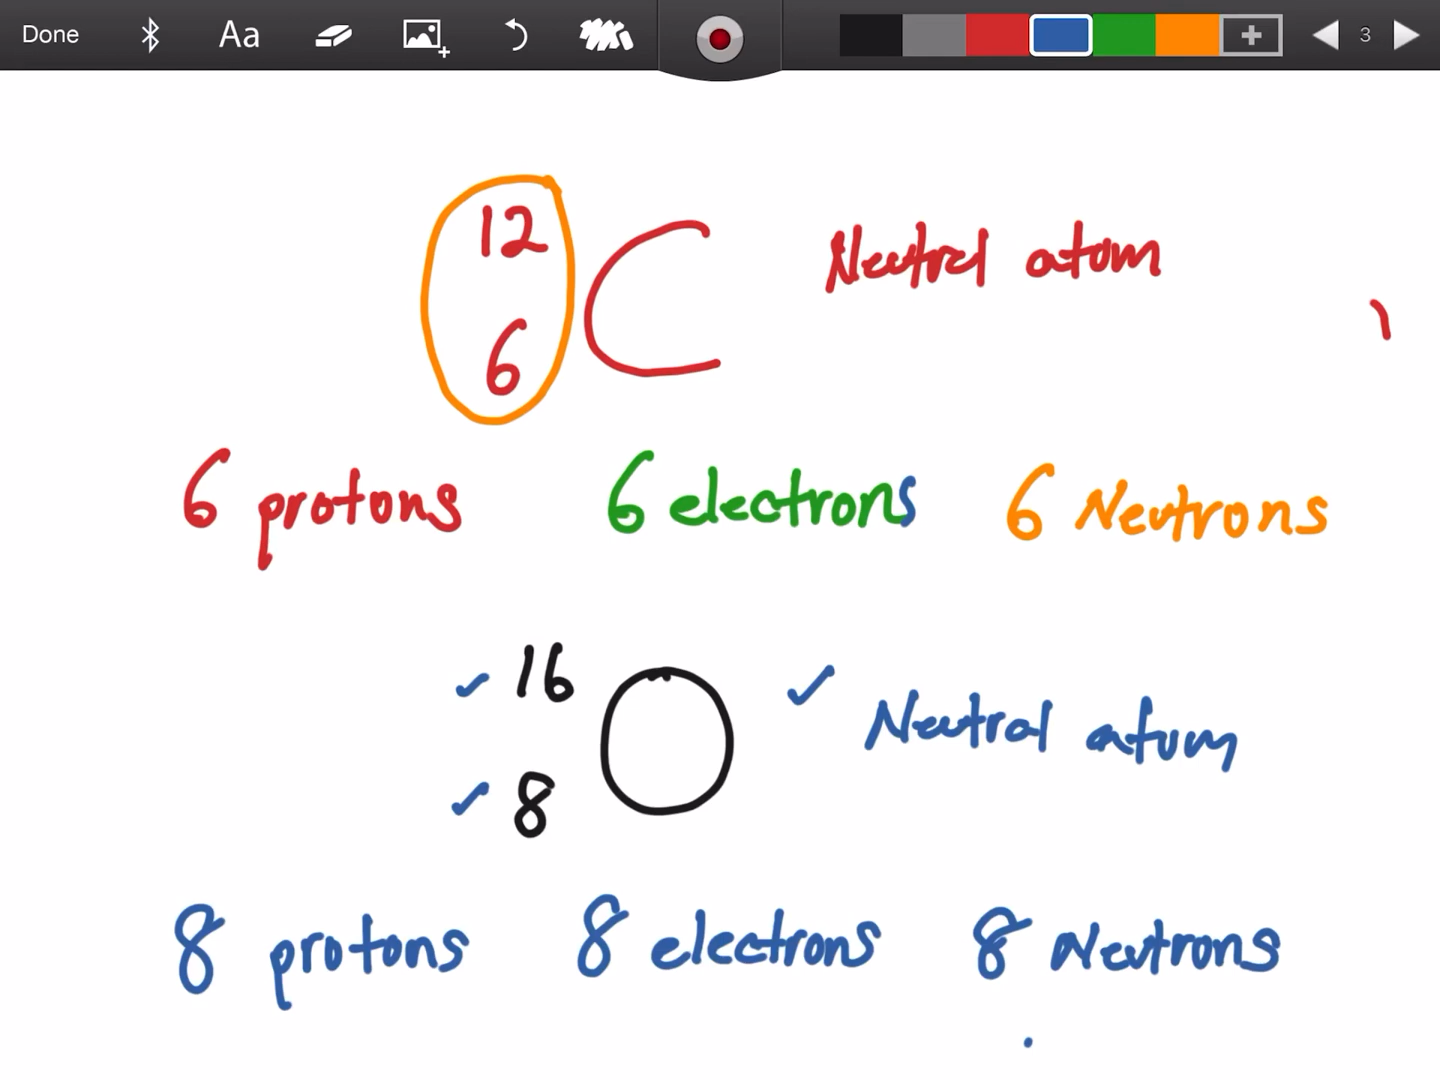 Done Aa 3
12
6 C Neutral atom
6 protons 6 electrons 6 Neutrons
16
8 O Neutral atom
8 protons 8 electrons 8 Neutrons